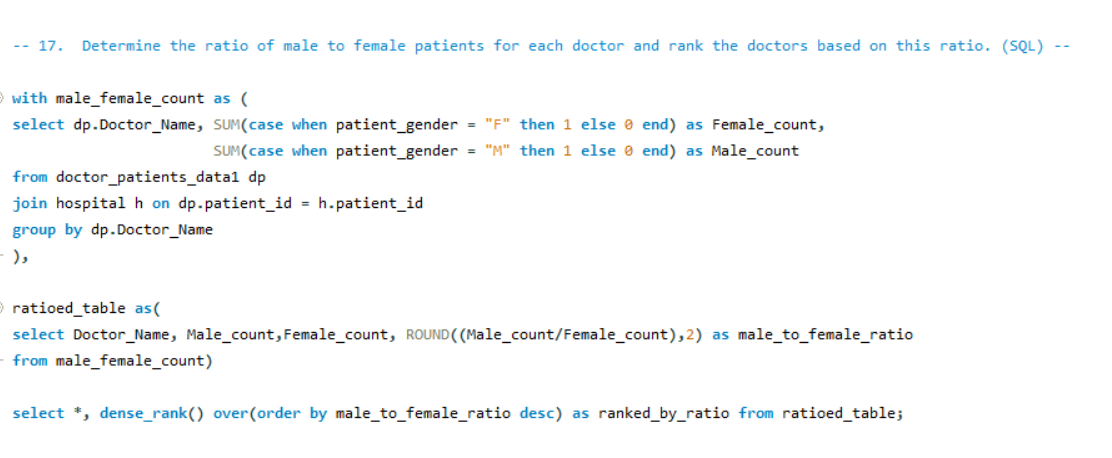 -- 17.  Determine the ratio of male to female patients for each doctor and rank the doctors based on this ratio. (SQL) --
with male_female_count as (
select dp.Doctor_Name, SUM(case when patient_gender = "F" then 1 else 0 end) as Female_count,
SUM(case when patient_gender = "M" then 1 else 0 end) as Male_count
from doctor_patients_data1 dp
join hospital h on dp.patient_id = h.patient_id
group by dp.Doctor_Name
),
ratioed_table as(
select Doctor_Name, Male_count,Female_count, ROUND((Male_count/Female_count),2) as male_to_female_ratio
from male_female_count)
select *, dense_rank() over(order by male_to_female_ratio desc) as ranked_by_ratio from ratioed_table;